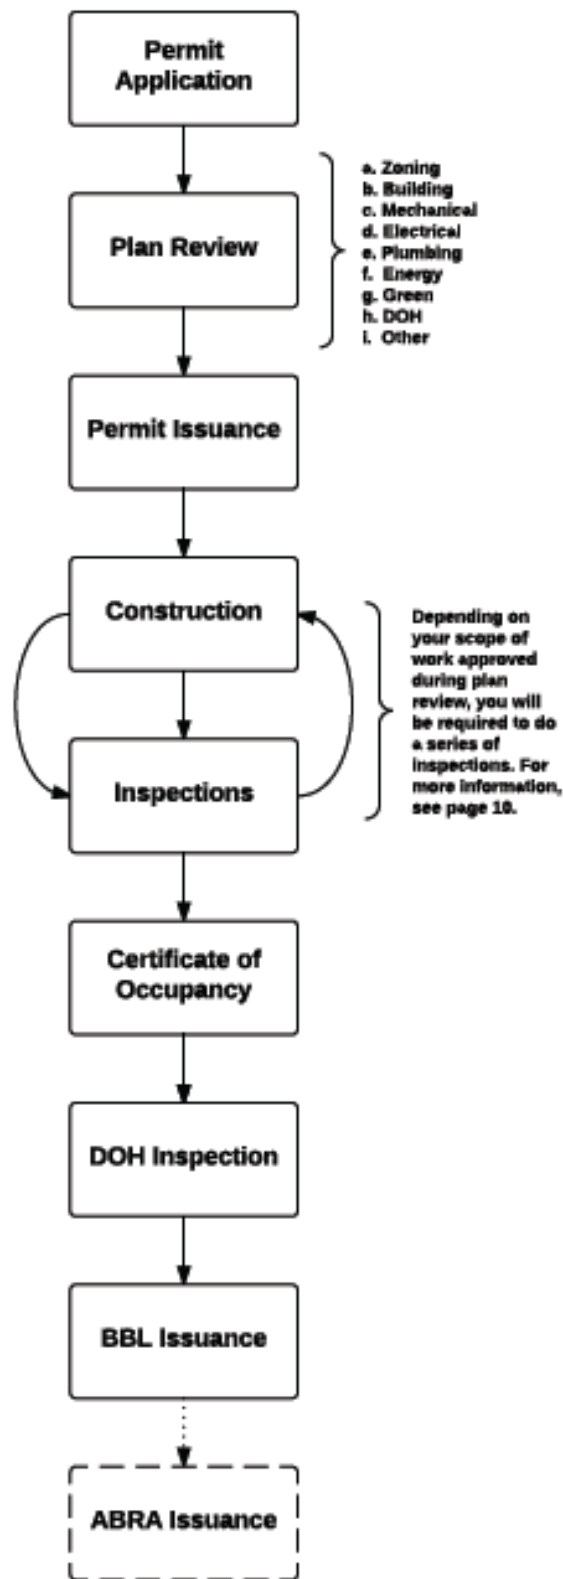 Permit
Application
Plan Review
a. Zoning
b. Building
c. Mechanical
d. Electrical
e. Plumbing
f. Energy
g. Green
h. DOH
i. Other
Permit Issuance
Construction
Inspections
Depending on
your scope of
work approved
during plan
review, you will
be required to do
a series of
inspections. For
more information,
see page 10.
Certificate of
Occupancy
DOH Inspection
BBL Issuance
ABRA Issuance